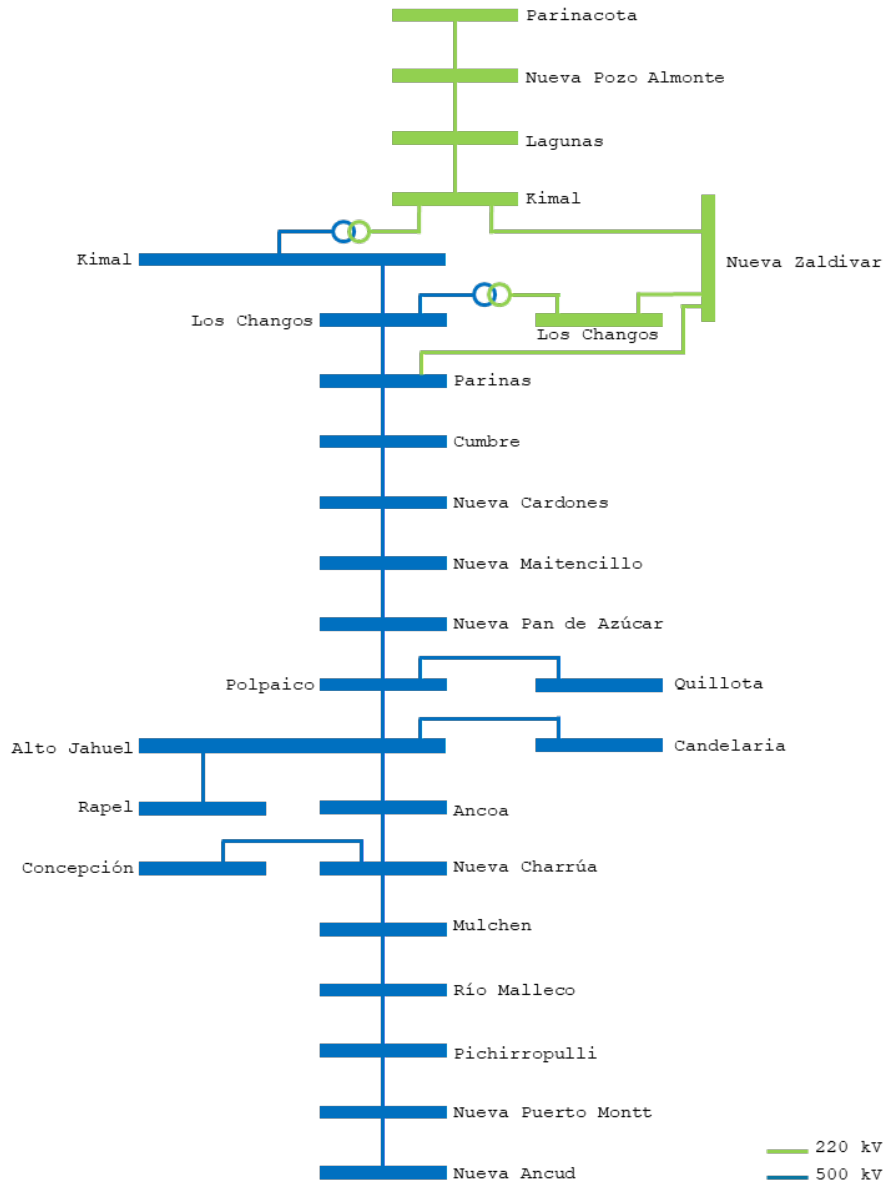 Parinacota
Nueva Pozo Almonte
Lagunas
Kimal
Kimal
Nueva Zaldivar
Los Changos
Los Changos
Parinas
Cumbre
Nueva Cardones
Nueva Maitencillo
Nueva Pan de Azúcar
Polpaico
Quillota
Alto Jahuel
Candelaria
Rapel
Ancoa
Concepción
Nueva Charrúa
Mulchen
Río Malleco
Pichirropulli
Nueva Puerto Montt
220 kV
Nueva Ancud
500 kV